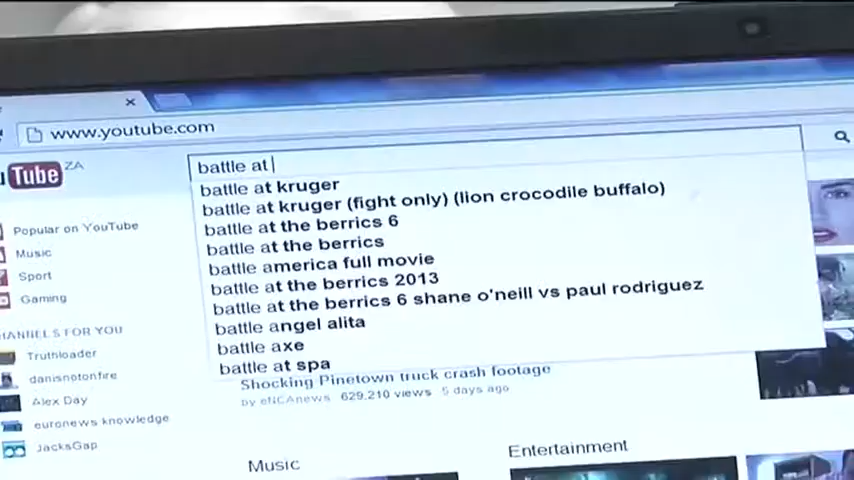 www.youtube.com
Tube ZA
battle at
battle at kruger
battle at kruger (fight only) (lion crocodile buffalo)
battle at the berrics 6
battle at the berrics
battle america full movie
battle at the berrics 2013
battle at the berrics 6 shane o'neill vs paul rodriguez
battle angel alita
battle axe
battle at spa
Popular on YouTube
Music
Sport
Gaming
HANNELS FOR YOU
Truthloader
danisnotonfire
Alex Day
euronews knowledge
JacksGap
Shocking Pinetown truck crash footage
by eNCAnews 629,210 views 5 days ago
Music
Entertainment